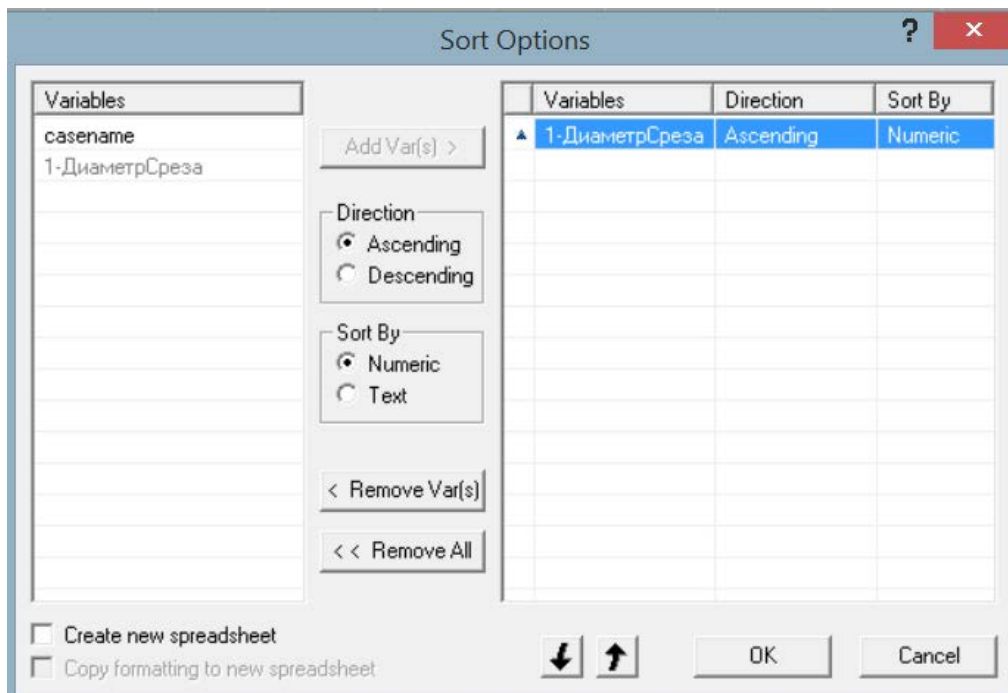 Sort Options
?
Variables
casename
1-ДиаметрСреза
Add Var(s) >
Direction
Ascending
Descending
Sort By
Numeric
Text
< Remove Var(s)
<< Remove All
Variables Direction Sort By
1-ДиаметрСреза Ascending Numeric
Create new spreadsheet
Copy formatting to new spreadsheet
OK
Cancel